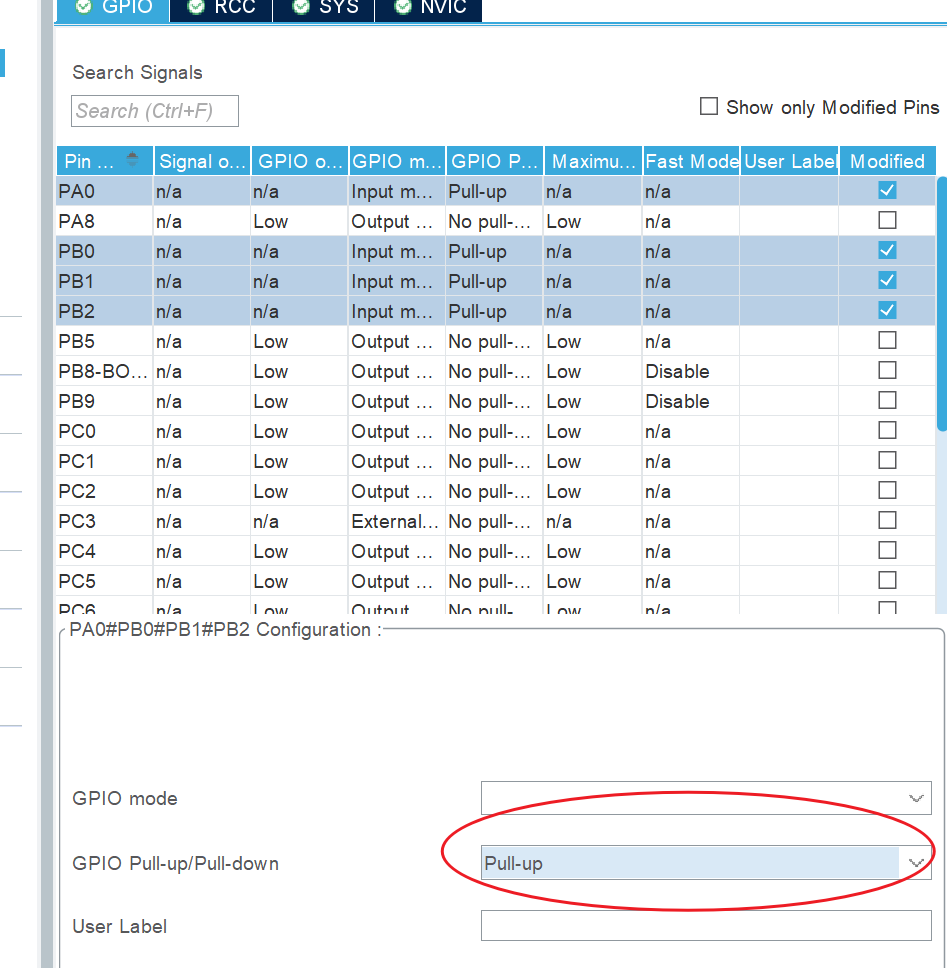 GPIO RCC SYS NVIC
Search Signals
Search (Ctrl+F)
Show only Modified Pins
Pin ... Signal o... GPIO o... GPIO m... GPIO P... Maximu... Fast Mode User Label Modified
PA0 n/a n/a Input m... Pull-up n/a n/a
PA8 n/a Low Output ... No pull-... Low n/a
PB0 n/a n/a Input m... Pull-up n/a n/a
PB1 n/a n/a Input m... Pull-up n/a n/a
PB2 n/a n/a Input m... Pull-up n/a n/a
PB5 n/a Low Output ... No pull-... Low n/a
PB8-BO... n/a Low Output ... No pull-... Low Disable
PB9 n/a Low Output ... No pull-... Low Disable
PC0 n/a Low Output ... No pull-... Low n/a
PC1 n/a Low Output ... No pull-... Low n/a
PC2 n/a Low Output ... No pull-... Low n/a
PC3 n/a n/a External... No pull-... n/a n/a
PC4 n/a Low Output ... No pull-... Low n/a
PC5 n/a Low Output ... No pull-... Low n/a
PC6 n/a Low Output ... No pull-... Low n/a
PA0#PB0#PB1#PB2 Configuration :
GPIO mode
GPIO Pull-up/Pull-down
Pull-up
User Label